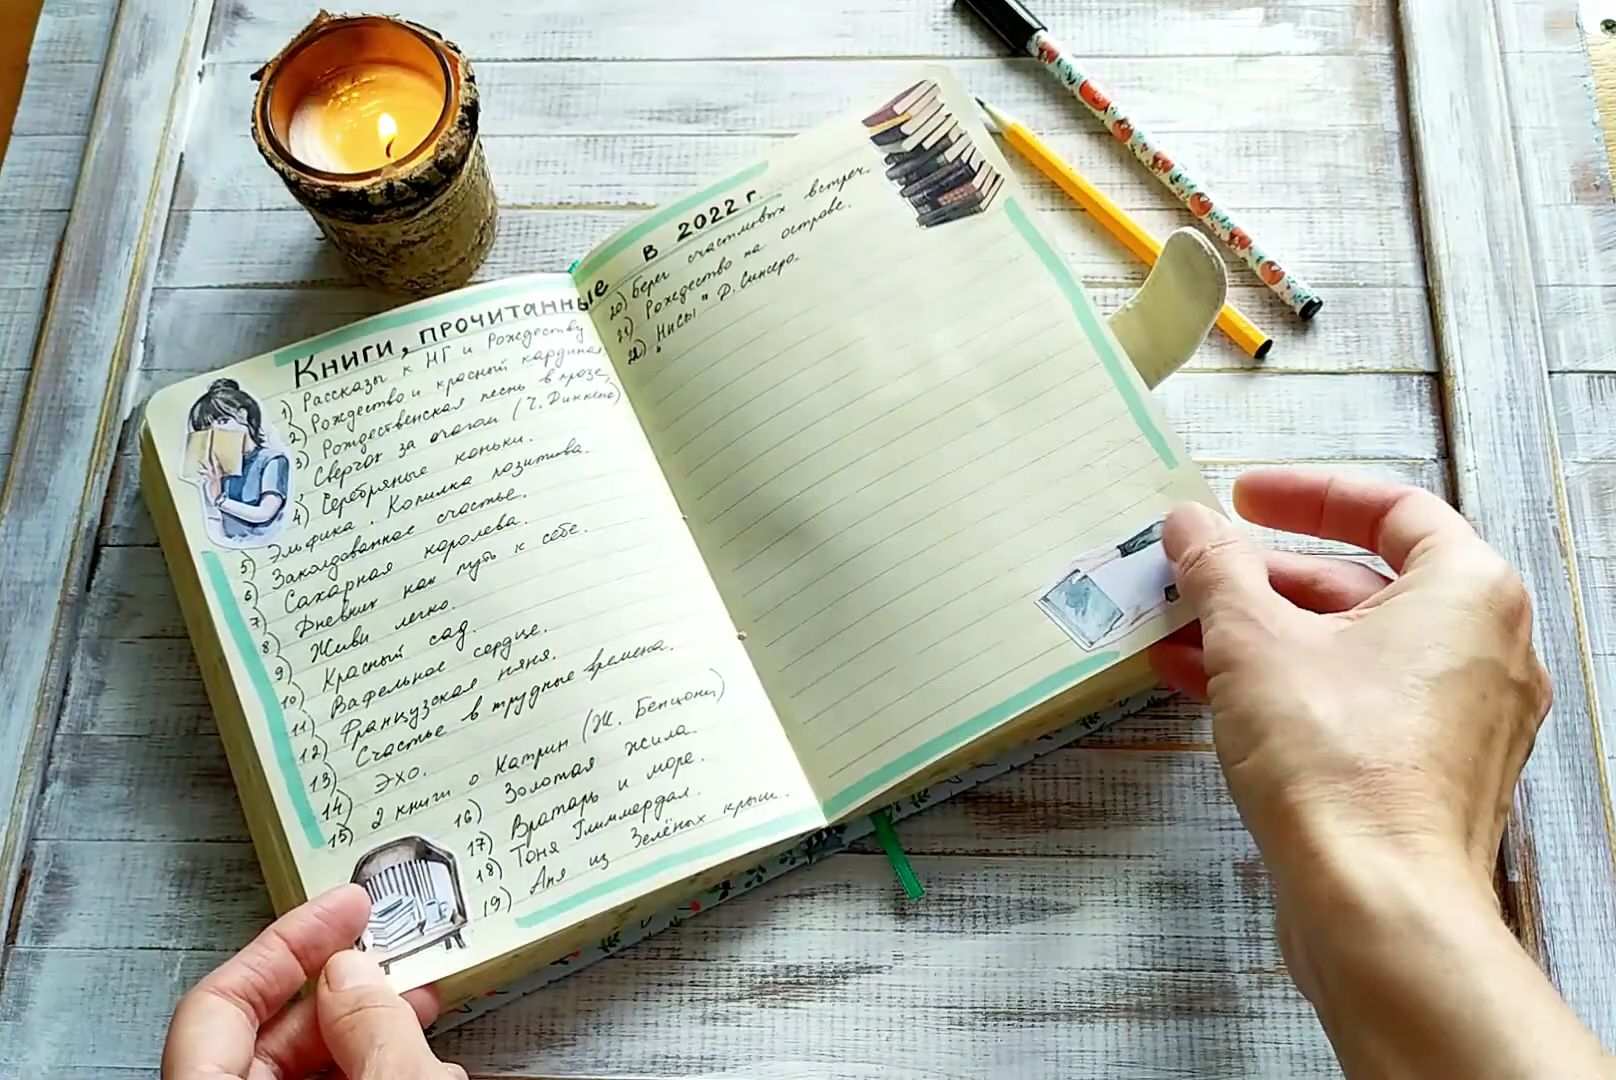 Книги, прочитанные в 2022 г.
1) Рассказы к НГ и Рождеству
2) Рождество и красный кардинал
3) Рождественская песнь в прозе,
Сверчок за очагом (Ч. Диккенс)
4) Серебряные коньки.
5) Эльфика. Копилка позитива.
6) Заколдованное счастье.
7) Сахарная королева.
8) Дневник как путь к себе.
9) Живи легко.
10) Красный сад.
11) Вафельное сердце.
12) Французская няня.
13) Счастье в трудные времена.
14) Эхо.
15) 2 книги о Катрин (Ж. Бенцони)
16) Золотая жила
17) Вратарь и море.
18) Тоня Глиммердал.
19) Аня из Зелёных крыш.
20) Берег счастливых встреч.
21) Рождество на острове.
22) "Нисы" Д. Синсера.